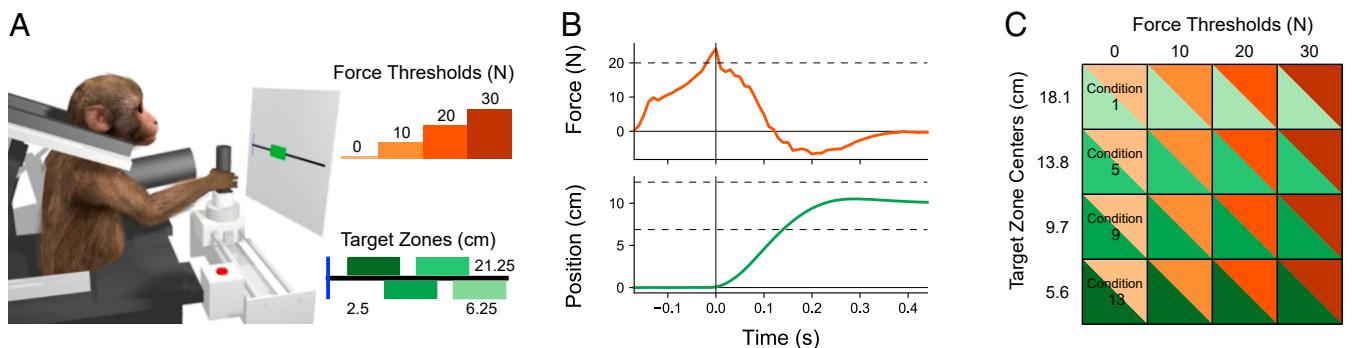 A
Force Thresholds (N)
0
10
20
30
Target Zones (cm)
21.25
2.5
6.25
B
Force (N)
20
0
Position (cm)
10
5
0
−0.1
0.0
0.1
0.2
0.3
0.4
Time (s)
C
Force Thresholds (N)
0
10
20
30
Target Zone Centers (cm)
18.1
13.8
9.7
5.6
Condition
1
Condition
5
Condition
9
Condition
13